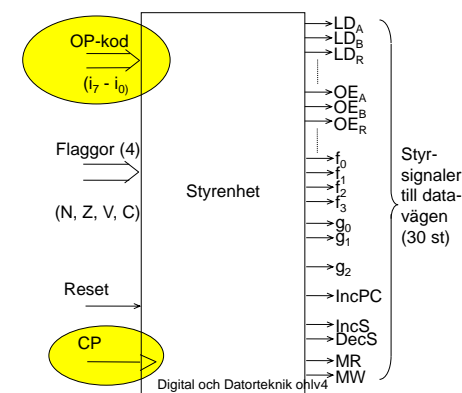 OP-kod
(i7 - i0)
Flaggor (4)
(N, Z, V, C)
Reset
CP
Styrenhet
LDA
LDB
LDR
OEA
OEB
OER
f0
f1
f2
f3
g0
g1
g2
IncPC
IncS
DecS
MR
MW
Styr-
signaler
till data-
vägen
(30 st)
Digital och Datorteknik ohlv4